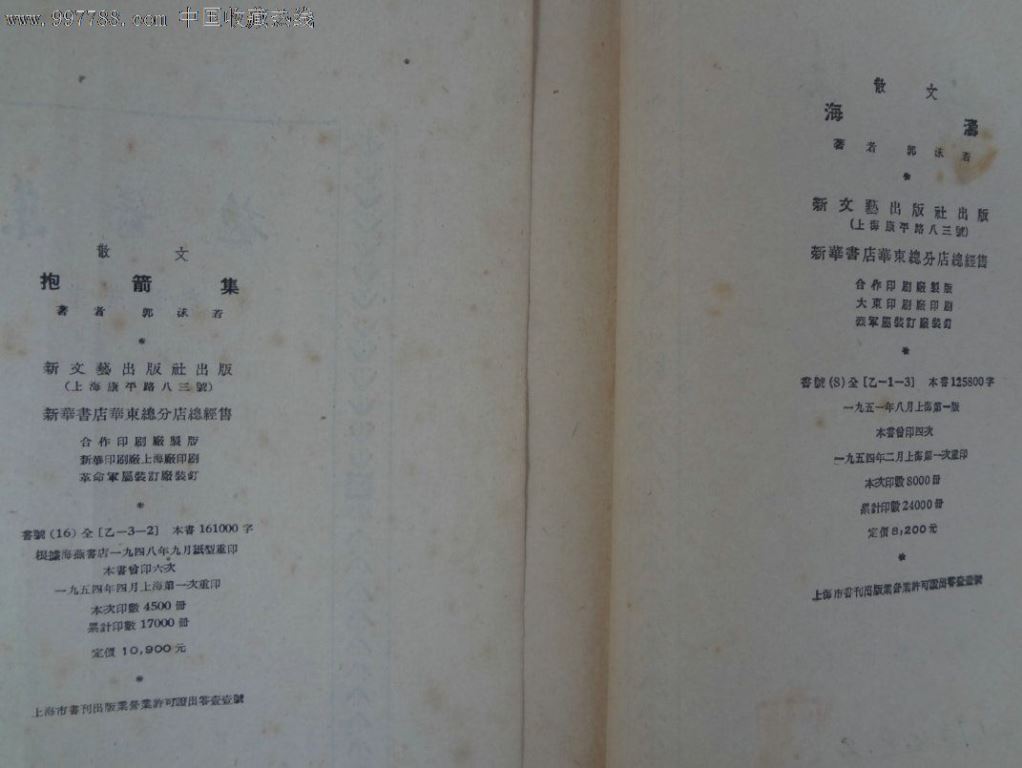 www.997788.com 中国收藏热线
散文
抱箭集
著者 郭沫若
*
新文藝出版社出版
(上海康平路八三號)
新華書店華東總分店總經售
合作印刷廠製版
新華印刷廠上海廠印刷
革命軍屬裝訂廠裝訂
*
書號(16)全[乙—3—2] 本書161000字
根據海燕書店一九四八年九月紙型重印
本書曾印六次
一九五四年四月上海第一次重印
本次印數4500冊
累計印數17000冊
定價10,900元
*
上海市書刊出版業營業許可證出零壹壹號
散文
海濤
著者 郭沫若
*
新文藝出版社出版
(上海康平路八三號)
新華書店華東總分店總經售
合作印刷廠製版
大東印刷廠印刷
軍屬裝訂廠裝訂
*
書號(8)全[乙—1—3] 本書125800字
一九五一年八月上海第一版
本書曾印四次
一九五四年二月上海第一次重印
本次印數8000冊
累計印數24000冊
定價8,200元
*
上海市書刊出版業營業許可證出零壹壹號